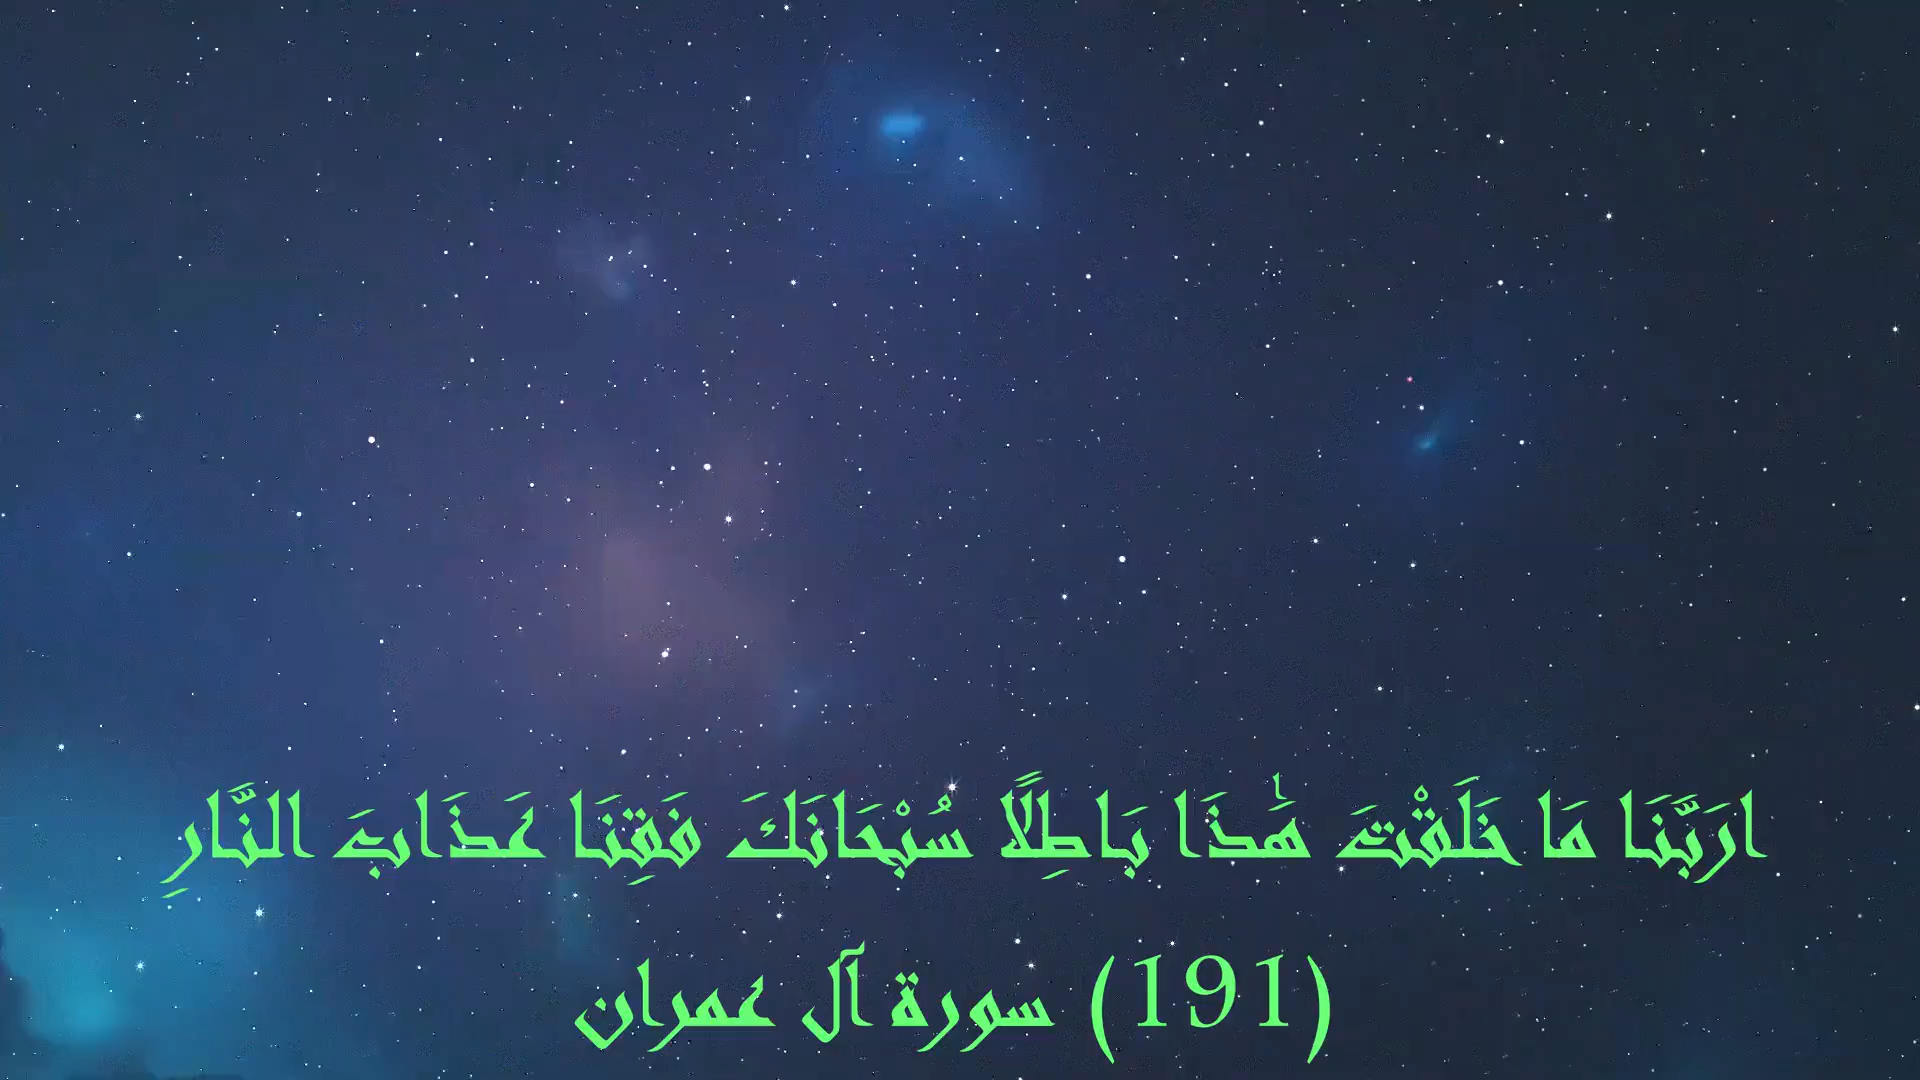 ارَبَّنَا مَا خَلَقْتَ هَٰذَا بَاطِلًا سُبْحَانَكَ فَقِنَا عَذَابَ النَّارِ
(191) سورة آل عمران